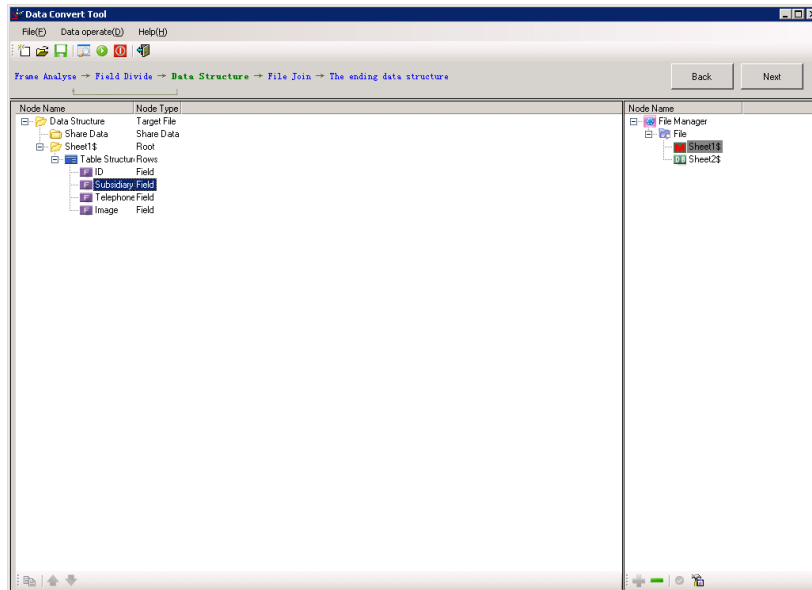 Data Convert Tool
File(F) Data operate(D) Help(H)
Frame Analyse → Field Divide → Data Structure → File Join → The ending data structure
Back Next
Node Name Node Type Node Name
Data Structure Target File File Manager
Share Data Share Data File
Sheet1$ Root Sheet1$
Table Structur Rows DB Sheet2$
F ID Field
F Subsidiary Field
F Telephone Field
F Image Field